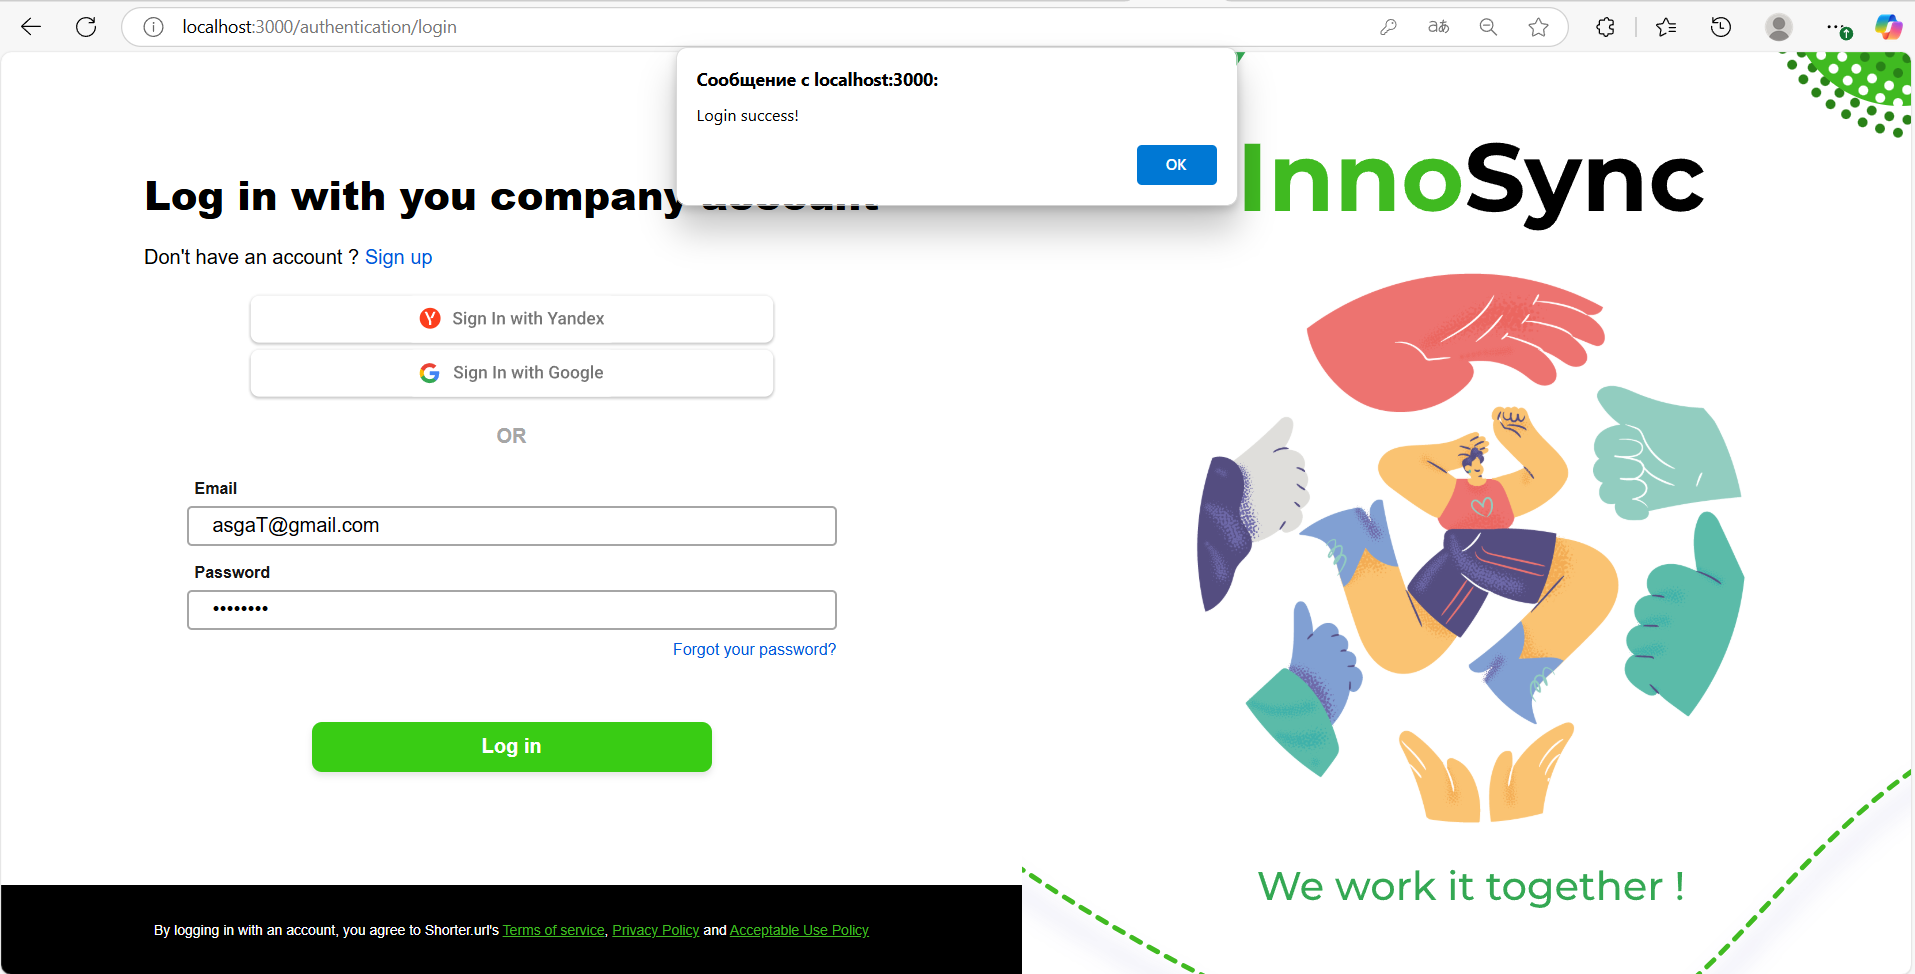 localhost:3000/authentication/login
Сообщение с localhost:3000:
Login success!
OK
Log in with you company
Don't have an account ? Sign up
Sign In with Yandex
Sign In with Google
OR
Email
asgaT@gmail.com
Password
••••••••
Forgot your password?
Log in
By logging in with an account, you agree to Shorter.url's Terms of service, Privacy Policy and Acceptable Use Policy
InnoSync
We work it together !